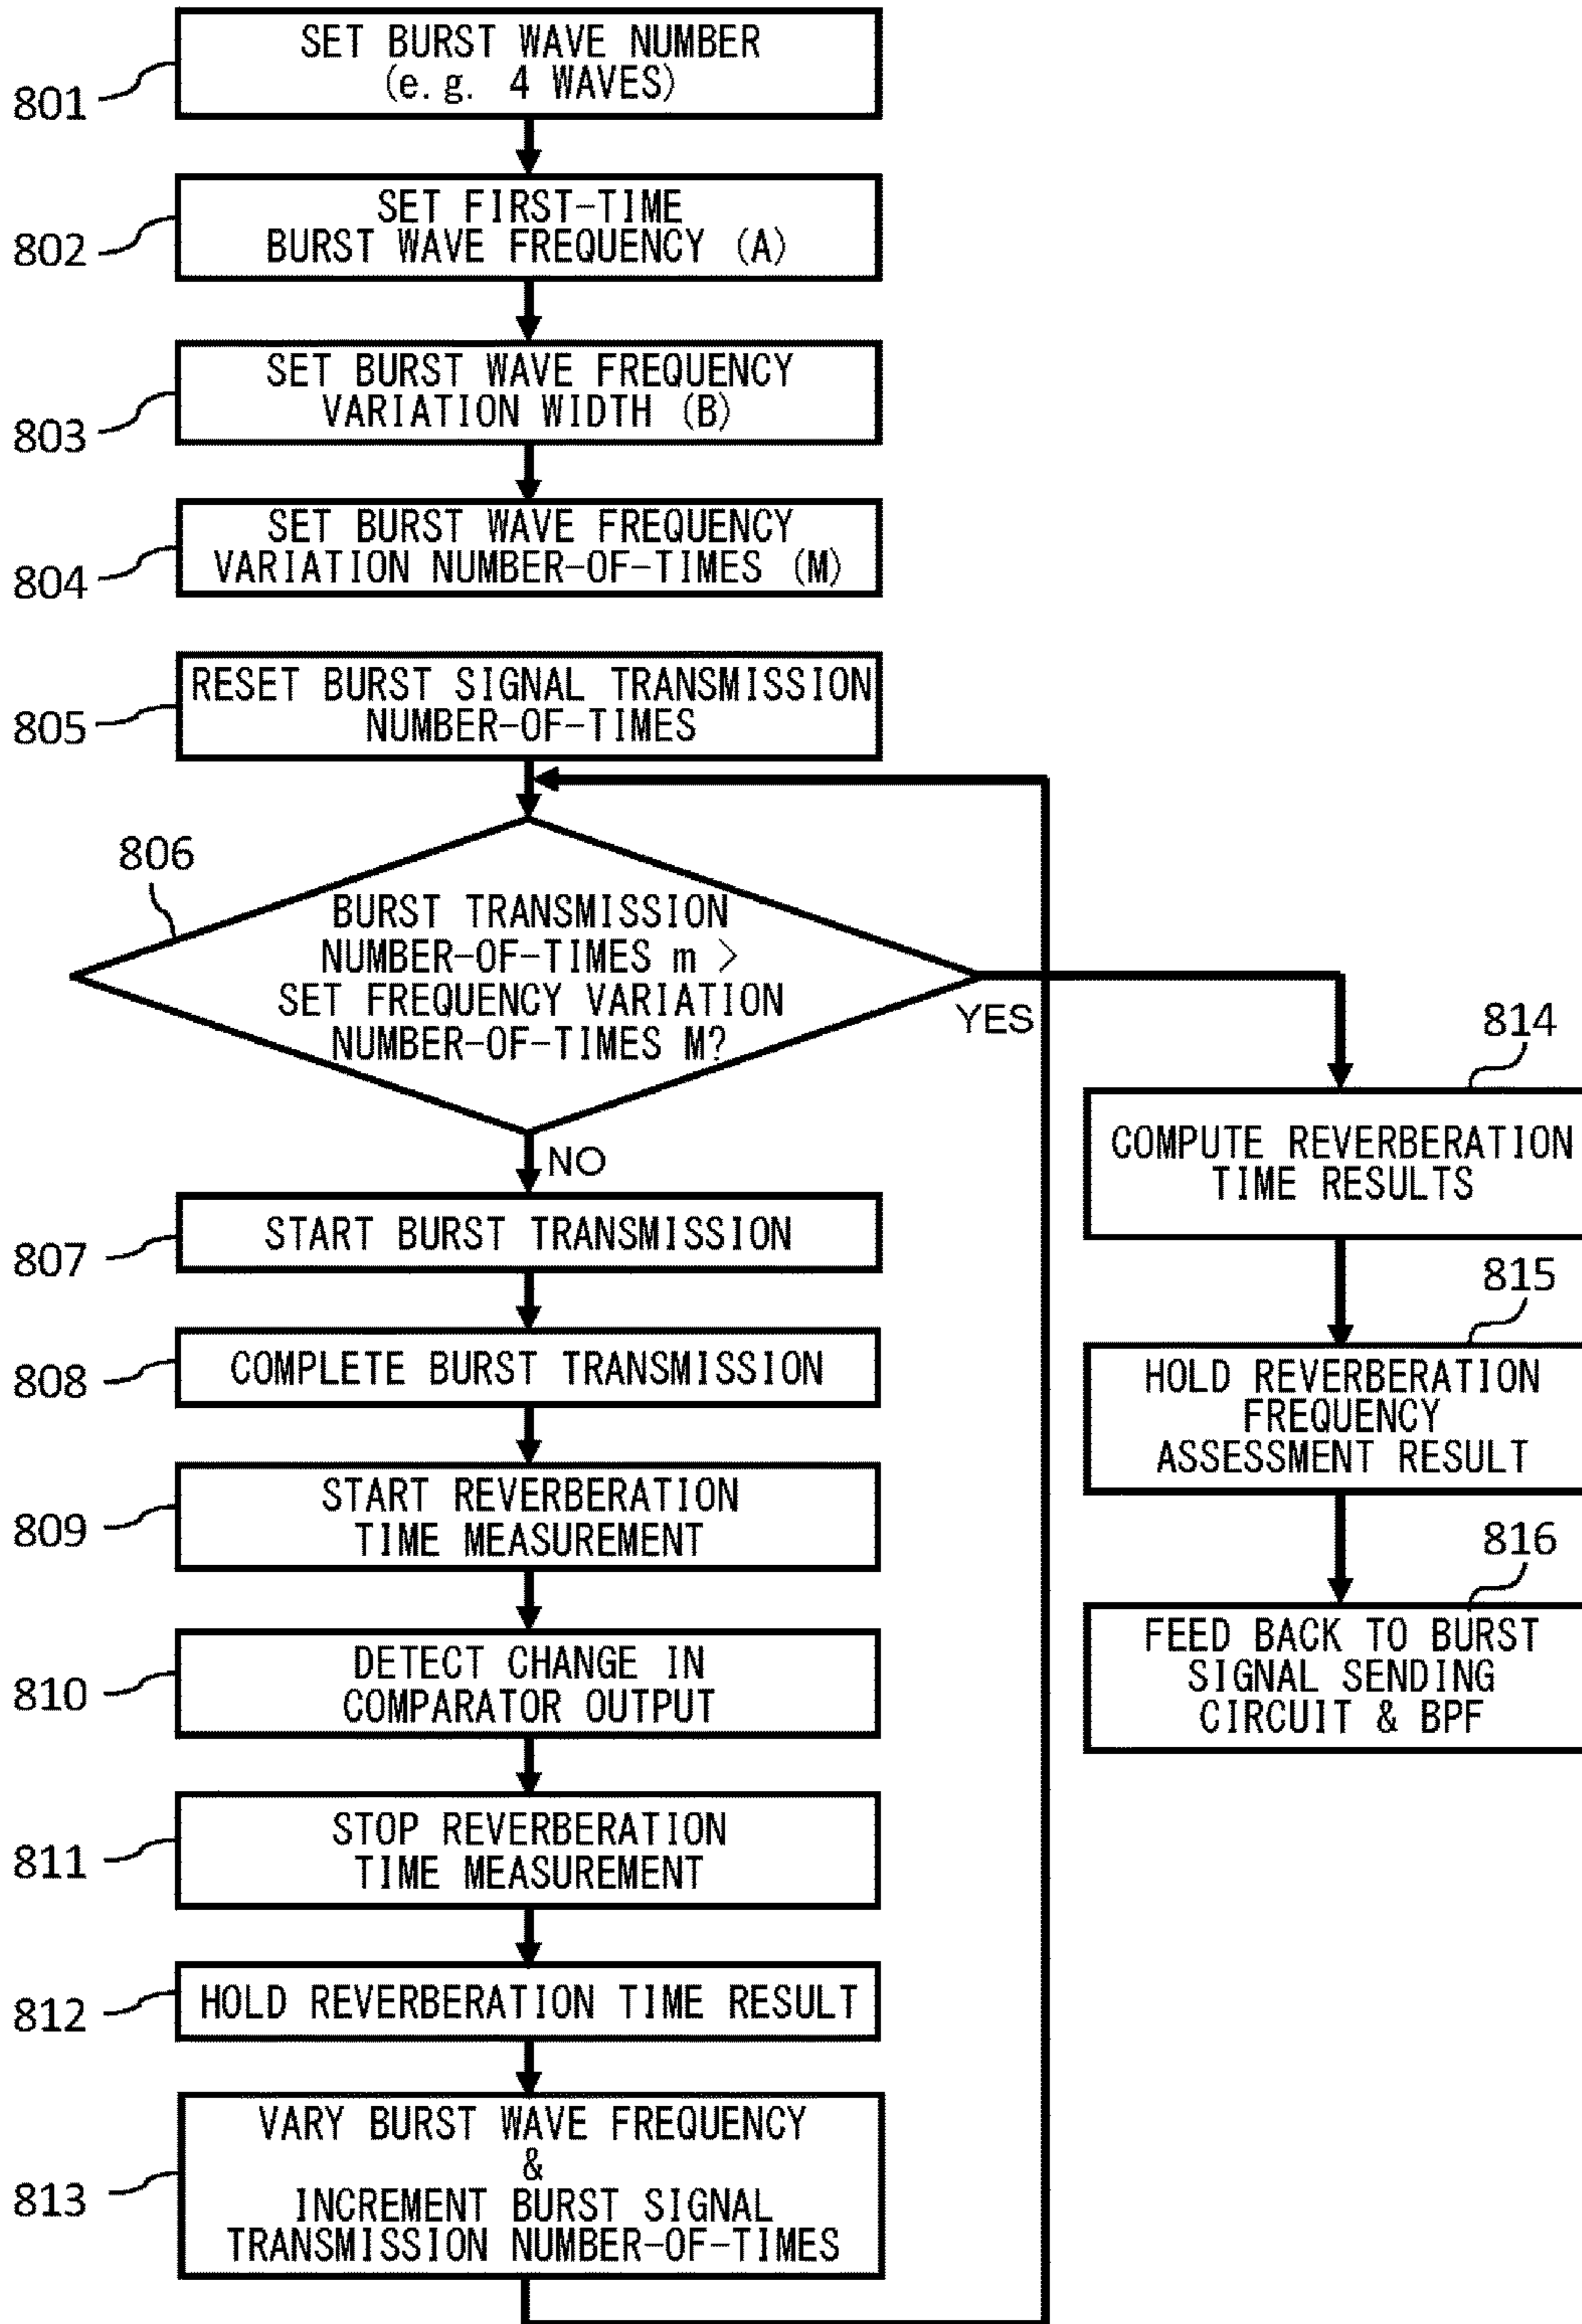 801
SET BURST WAVE NUMBER
(e.g. 4 WAVES)
802
SET FIRST-TIME
BURST WAVE FREQUENCY (A)
803
SET BURST WAVE FREQUENCY
VARIATION WIDTH (B)
804
SET BURST WAVE FREQUENCY
VARIATION NUMBER-OF-TIMES (M)
805
RESET BURST SIGNAL TRANSMISSION
NUMBER-OF-TIMES
806
BURST TRANSMISSION
NUMBER-OF-TIMES m >
SET FREQUENCY VARIATION
NUMBER-OF-TIMES M?
YES
NO
807
START BURST TRANSMISSION
808
COMPLETE BURST TRANSMISSION
809
START REVERBERATION
TIME MEASUREMENT
810
DETECT CHANGE IN
COMPARATOR OUTPUT
811
STOP REVERBERATION
TIME MEASUREMENT
812
HOLD REVERBERATION TIME RESULT
813
VARY BURST WAVE FREQUENCY
&
INCREMENT BURST SIGNAL
TRANSMISSION NUMBER-OF-TIMES
814
COMPUTE REVERBERATION
TIME RESULTS
815
HOLD REVERBERATION
FREQUENCY
ASSESSMENT RESULT
816
FEED BACK TO BURST
SIGNAL SENDING
CIRCUIT & BPF